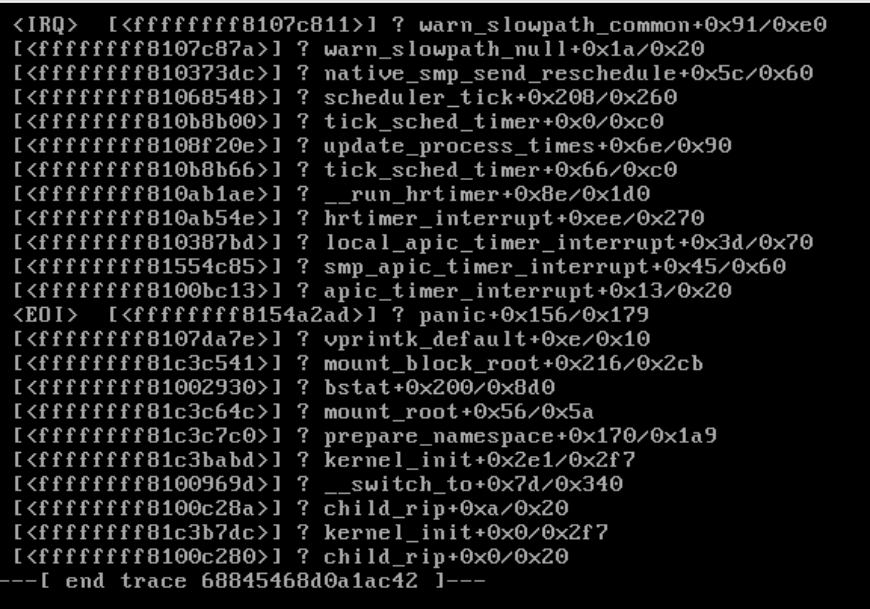 <IRQ>  [<ffffffff8107c811>] ? warn_slowpath_common+0x91/0xe0
[<ffffffff8107c87a>] ? warn_slowpath_null+0x1a/0x20
[<ffffffff810373dc>] ? native_smp_send_reschedule+0x5c/0x60
[<ffffffff81068548>] ? scheduler_tick+0x208/0x260
[<ffffffff810b8b00>] ? tick_sched_timer+0x0/0xc0
[<ffffffff8108f20e>] ? update_process_times+0x6e/0x90
[<ffffffff810b8b66>] ? tick_sched_timer+0x66/0xc0
[<ffffffff810ab1ae>] ? __run_hrtimer+0x8e/0x1d0
[<ffffffff810ab54e>] ? hrtimer_interrupt+0xee/0x270
[<ffffffff810387bd>] ? local_apic_timer_interrupt+0x3d/0x70
[<ffffffff81554c85>] ? smp_apic_timer_interrupt+0x45/0x60
[<ffffffff8100bc13>] ? apic_timer_interrupt+0x13/0x20
<EOI>  [<ffffffff8154a2ad>] ? panic+0x156/0x179
[<ffffffff8107da7e>] ? vprintk_default+0xe/0x10
[<ffffffff81c3c541>] ? mount_block_root+0x216/0x2cb
[<ffffffff81002930>] ? bstat+0x200/0x8d0
[<ffffffff81c3c64c>] ? mount_root+0x56/0x5a
[<ffffffff81c3c7c0>] ? prepare_namespace+0x170/0x1a9
[<ffffffff81c3babd>] ? kernel_init+0x2e1/0x2f7
[<ffffffff8100969d>] ? __switch_to+0x7d/0x340
[<ffffffff8100c28a>] ? child_rip+0xa/0x20
[<ffffffff81c3b7dc>] ? kernel_init+0x0/0x2f7
[<ffffffff8100c280>] ? child_rip+0x0/0x20
---[ end trace 68845468d0a1ac42 ]---